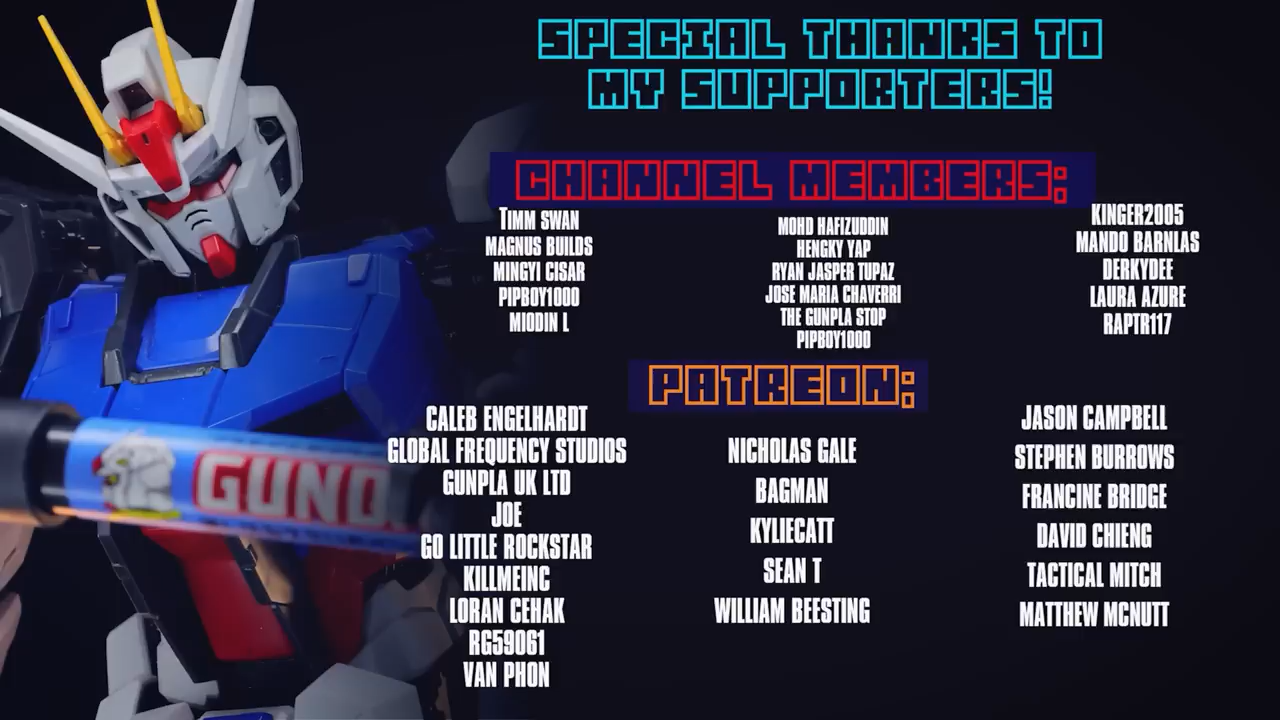 SPECIAL THANKS TO
MY SUPPORTERS!
CHANNEL MEMBERS:
TIMM SWAN
MAGNUS BUILDS
MINGYI CISAR
PIPBOY1000
MIODIN L
MOHD HAFIZUDDIN
HENGKY YAP
RYAN JASPER TUPAZ
JOSE MARIA CHAVERRI
THE GUNPLA STOP
PIPBOY1000
KINGER2005
MANDO BARNLAS
DERKYDEE
LAURA AZURE
RAPTR117
PATREON:
CALEB ENGELHARDT
GLOBAL FREQUENCY STUDIOS
GUNPLA UK LTD
JOE
GO LITTLE ROCKSTAR
KILLMEINC
LORAN CEHAK
RG59061
VAN PHON
NICHOLAS GALE
BAGMAN
KYLIECATT
SEAN T
WILLIAM BEESTING
JASON CAMPBELL
STEPHEN BURROWS
FRANCINE BRIDGE
DAVID CHIENG
TACTICAL MITCH
MATTHEW MCNUTT
GUND